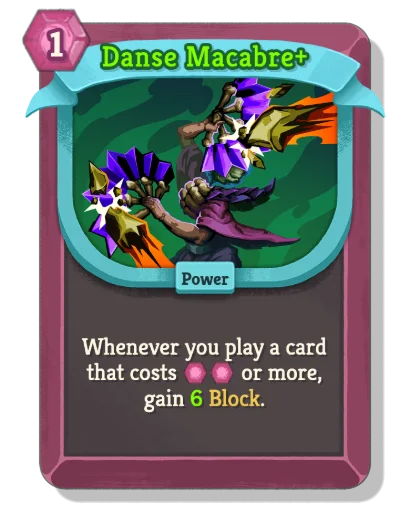 1
Danse Macabre+
Power
Whenever you play a card
that costs or more,
gain 6 Block.